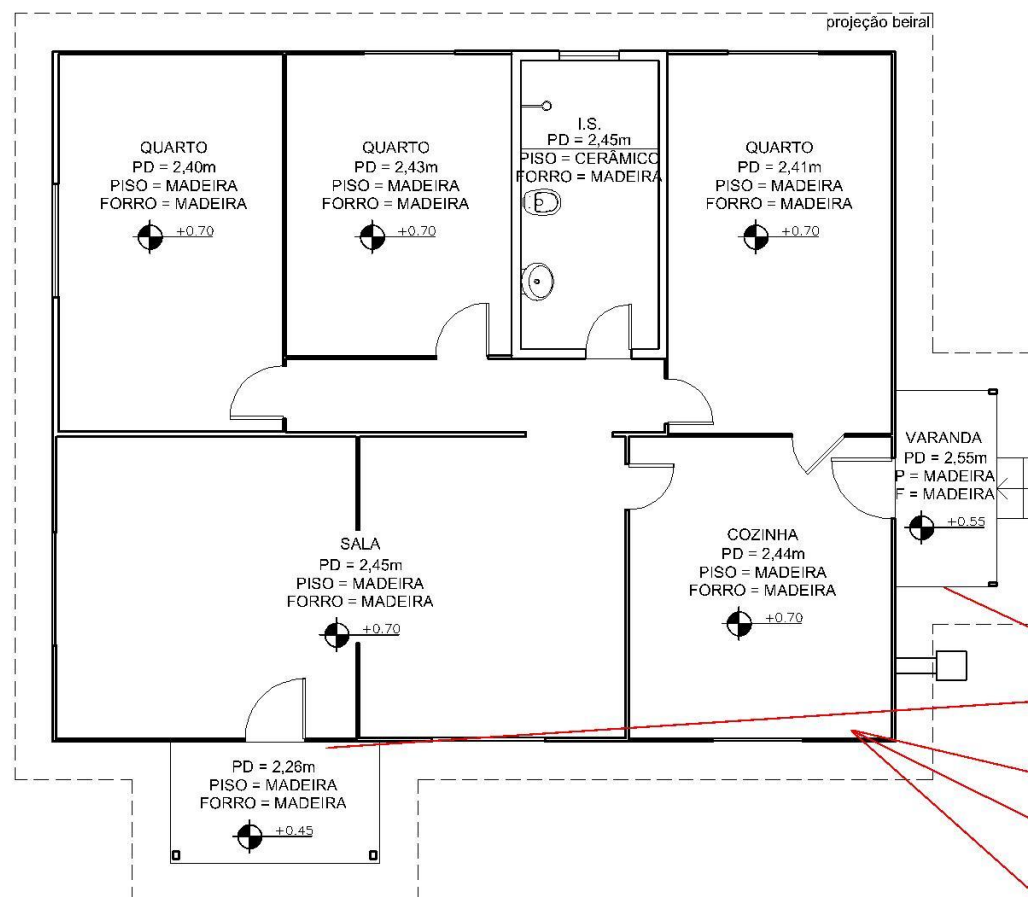 projeção beiral
QUARTO
PD = 2,40m
PISO = MADEIRA
FORRO = MADEIRA
+0.70
QUARTO
PD = 2,43m
PISO = MADEIRA
FORRO = MADEIRA
+0.70
I.S.
PD = 2,45m
PISO = CERÂMICO
FORRO = MADEIRA
QUARTO
PD = 2,41m
PISO = MADEIRA
FORRO = MADEIRA
+0.70
VARANDA
PD = 2,55m
P = MADEIRA
F = MADEIRA
+0.55
SALA
PD = 2,45m
PISO = MADEIRA
FORRO = MADEIRA
+0.70
COZINHA
PD = 2,44m
PISO = MADEIRA
FORRO = MADEIRA
+0.70
PD = 2,26m
PISO = MADEIRA
FORRO = MADEIRA
+0.45